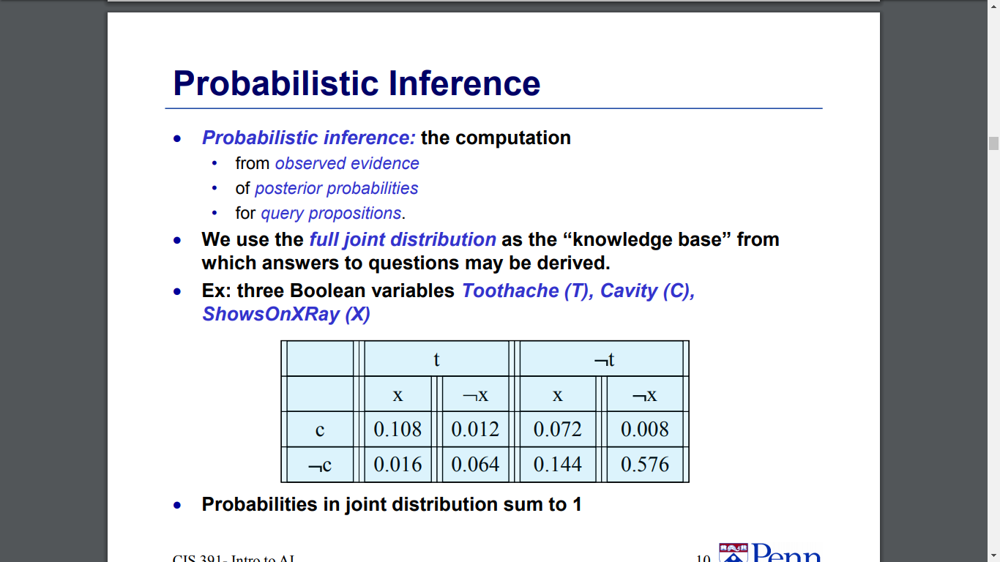 Probabilistic Inference
• Probabilistic inference: the computation
• from observed evidence
• of posterior probabilities
• for query propositions.
• We use the full joint distribution as the “knowledge base” from
which answers to questions may be derived.
• Ex: three Boolean variables Toothache (T), Cavity (C),
ShowsOnXRay (X)
t ¬t
x ¬x x ¬x
c 0.108 0.012 0.072 0.008
¬c 0.016 0.064 0.144 0.576
• Probabilities in joint distribution sum to 1
CIS 391- Intro to AI 10 Penn